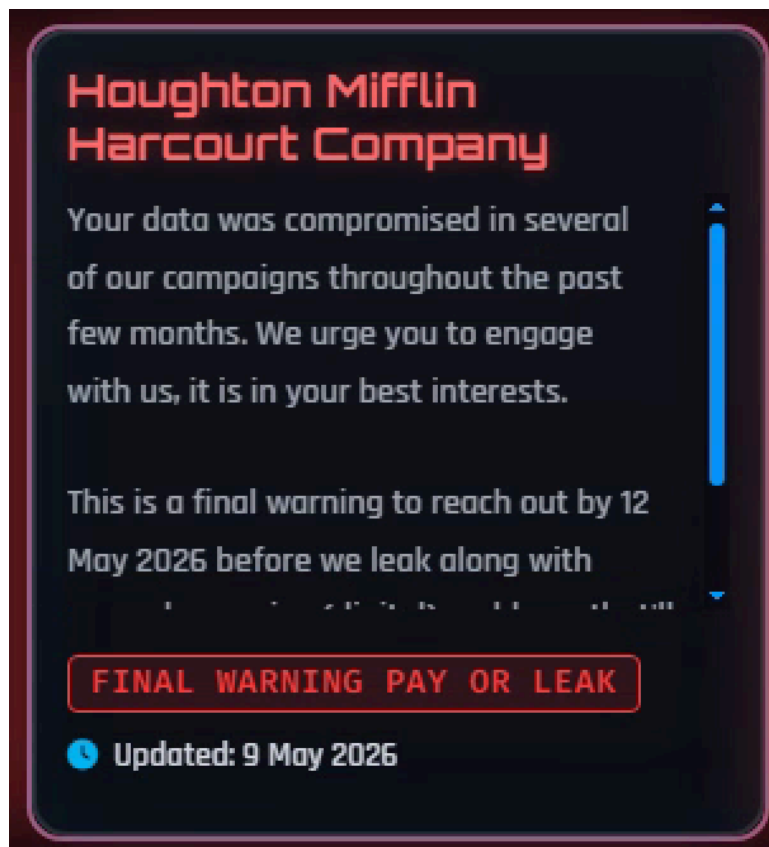 Houghton Mifflin
Harcourt Company
Your data was compromised in several
of our campaigns throughout the past
few months. We urge you to engage
with us, it is in your best interests.
This is a final warning to reach out by 12
May 2026 before we leak along with
FINAL WARNING PAY OR LEAK
Updated: 9 May 2026